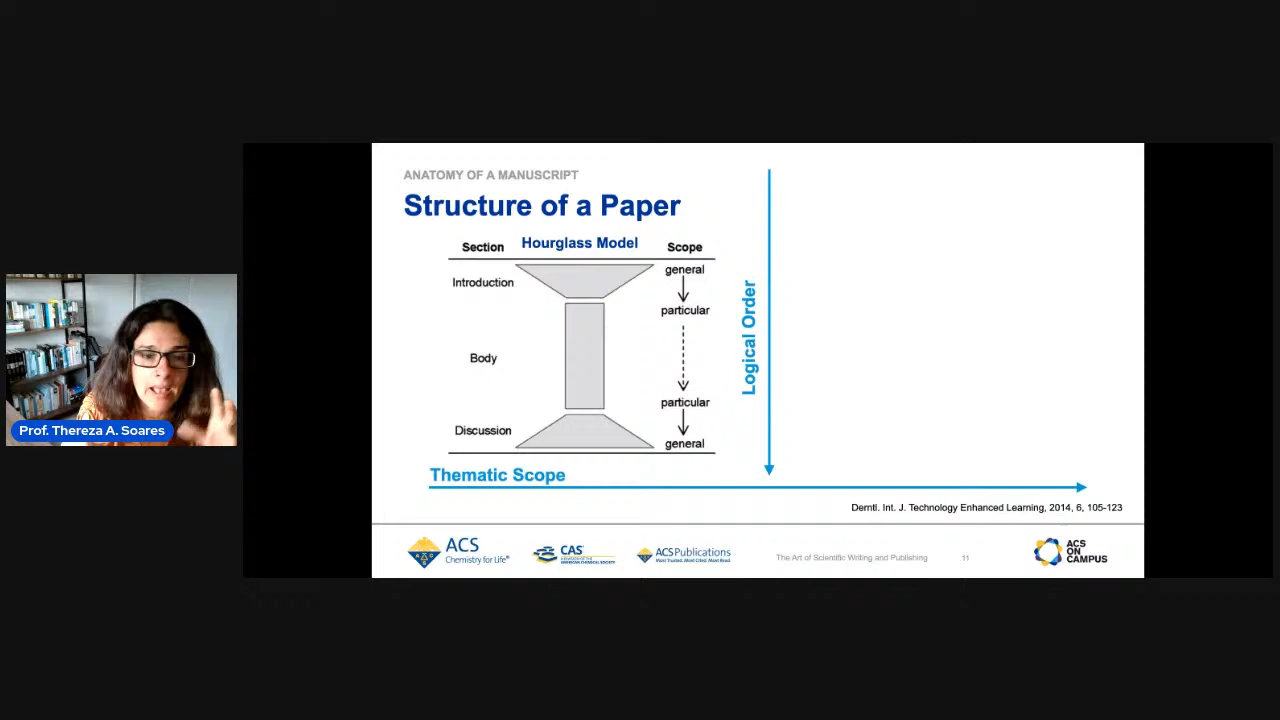 Prof. Thereza A. Soares
ANATOMY OF A MANUSCRIPT
Structure of a Paper
Section Hourglass Model Scope
Introduction
general
particular
Body
particular
Discussion
general
Logical Order
Thematic Scope
Derntl. Int. J. Technology Enhanced Learning, 2014, 6, 105-123
ACS
Chemistry for Life®
CAS
A DIVISION OF THE
AMERICAN CHEMICAL SOCIETY
ACS Publications
Most Trusted. Most Cited. Most Read.
The Art of Scientific Writing and Publishing 11
ACS
ON
CAMPUS